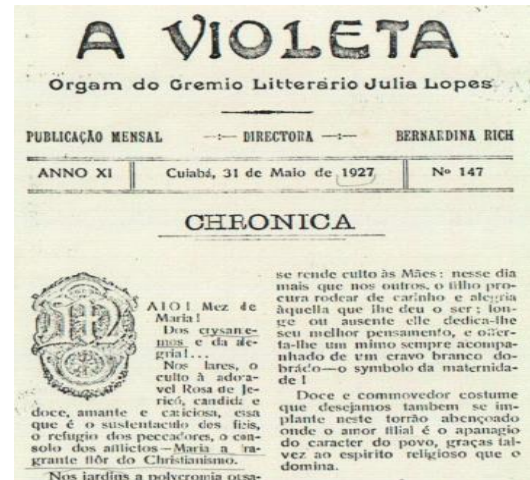 A VIOLETA
Orgam do Gremio Litterario Julia Lopes
PUBLICAÇÃO MENSAL —:— DIRECTORA —:— BERNARDINA RICH
ANNO XI Cuiabá, 31 de Maio de 1927 Nº 147
CHRONICA
MAIO! Mez de
Maria!
Dos crysante-
mos e da ale-
gria!...
Nos lares, o
culto à adora-
vel Rosa de Je-
ricó, candida e
doce, amante e caiciosa, essa
que é o sustentaculo dos fieis,
o refugio dos peccadores, o con-
solo dos afflictos—Maria a fra-
grante flôr do Christianismo.
Nos jardins a polycromia
se rende culto às Mães: nesse dia
mais que nos outros, o filho pro-
cura rodear de carinho e alegria
àquella que lhe deu o ser; lon-
ge ou ausente elle dedica-lhe
seu melhor pensamento, e offer-
ta-lhe um mimo sempre acompa-
nhado de um cravo branco do-
brádo—o symbolo da maternida-
de!
Doce e commovedor costume
que desejamos tambem se im-
plante neste torrão abençoado
onde o amor filial é o apanagio
do caracter do povo, graças tal-
vez ao espirito religioso que o
domina.